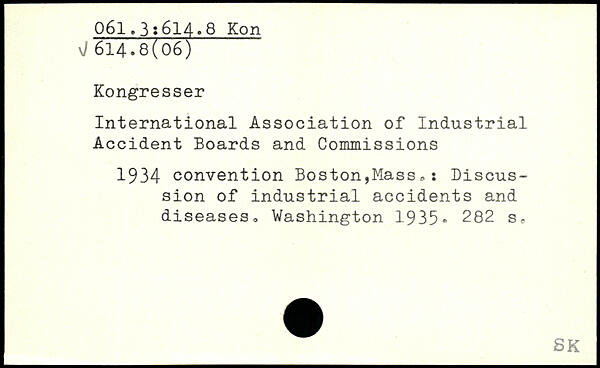 061.3:614.8 Kon
√ 614.8(06)
Kongresser
International Association of Industrial
Accident Boards and Commissions
1934 convention Boston,Mass.: Discus-
sion of industrial accidents and
diseases. Washington 1935. 282 s.
SK